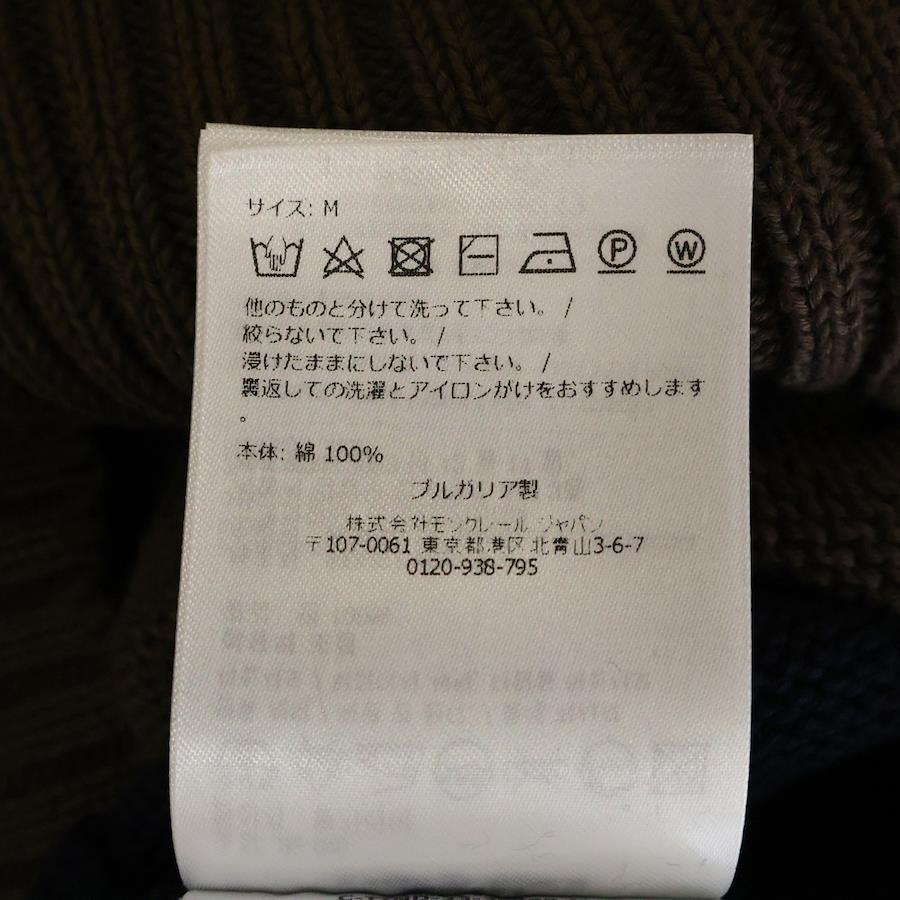 サイズ: M
P W
他のものと分けて洗って下さい。 /
絞らないで下さい。 /
浸けたままにしないで下さい。 /
裏返しての洗濯とアイロンがけをおすすめします
。
本体: 綿 100%
ブルガリア製
株式会社モンクレール ジャパン
〒107-0061 東京都港区北青山3-6-7
0120-938-795